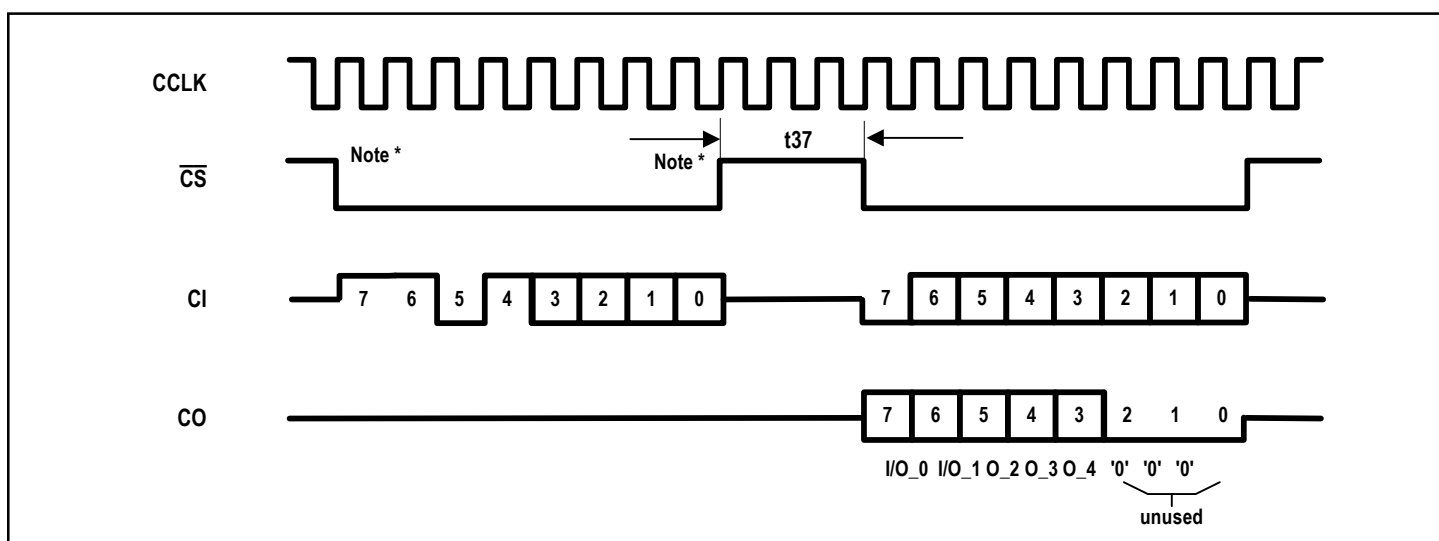 CCLK
t37
CS
Note *
Note *
CI
7 6 5 4 3 2 1 0
7 6 5 4 3 2 1 0
CO
7 6 5 4 3 2 1 0
I/O_0 I/O_1 O_2 O_3 O_4 '0' '0' '0'
unused